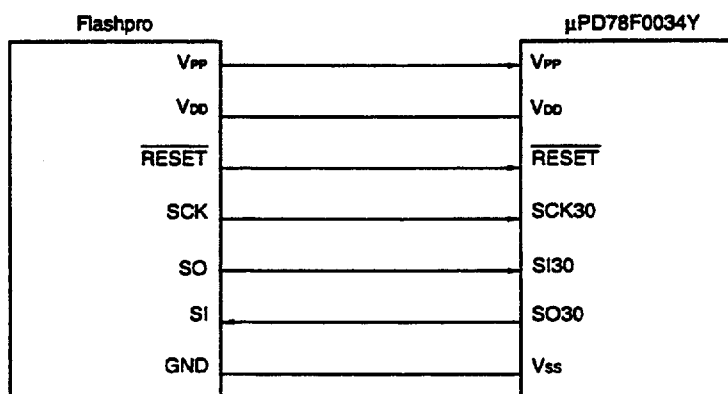 Flashpro μPD78F0034Y
VPP VPP
VDD VDD
RESET RESET
SCK SCK30
SO SI30
SI SO30
GND VSS